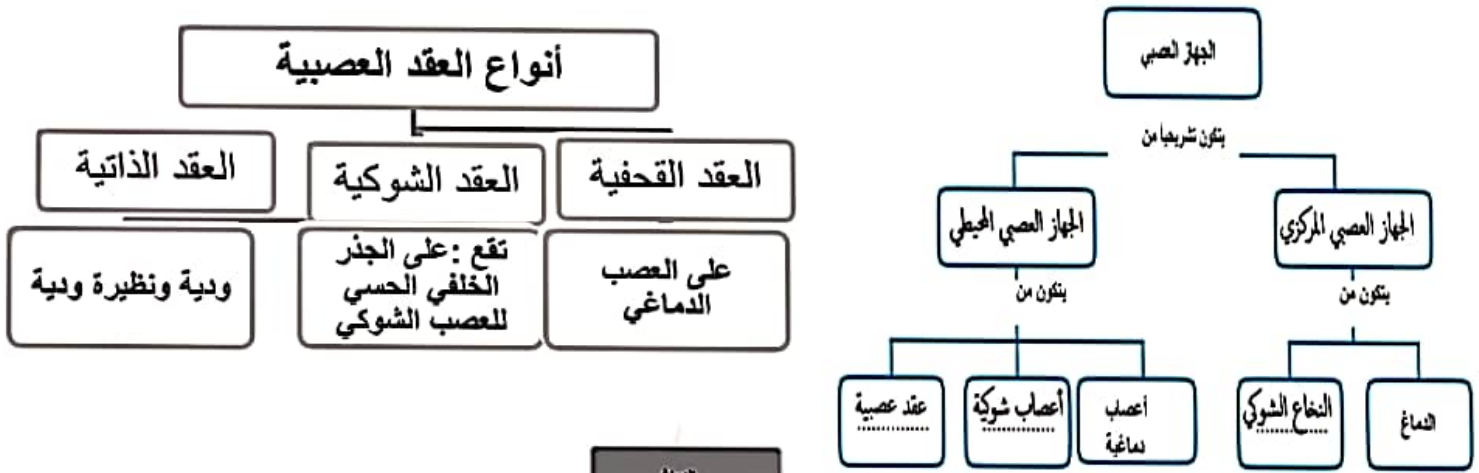 الجهاز العصبي
يتكون تشريحيا من
الجهاز العصبي المركزي
الجهاز العصبي المحيطي
يتكون من
يتكون من
الدماغ
النخاع الشوكي
أعصاب
دماغية
أعصاب شوكية
عقد عصبية
أنواع العقد العصبية
العقد القحفية
العقد الشوكية
العقد الذاتية
على العصب
الدماغي
تقع :على الجذر
الخلفي الحسي
للعصب الشوكي
ودية ونظيرة ودية